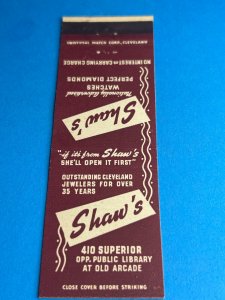 NO INTEREST OR CARRYING CHARGE
PERFECT DIAMONDS
WATCHES
Nationally Advertised
Shaw's
"if it's from Shaw's
SHE'LL OPEN IT FIRST"
OUTSTANDING CLEVELAND
JEWELERS FOR OVER
35 YEARS
Shaw's
410 SUPERIOR
OPP. PUBLIC LIBRARY
AT OLD ARCADE
CLOSE COVER BEFORE STRIKING